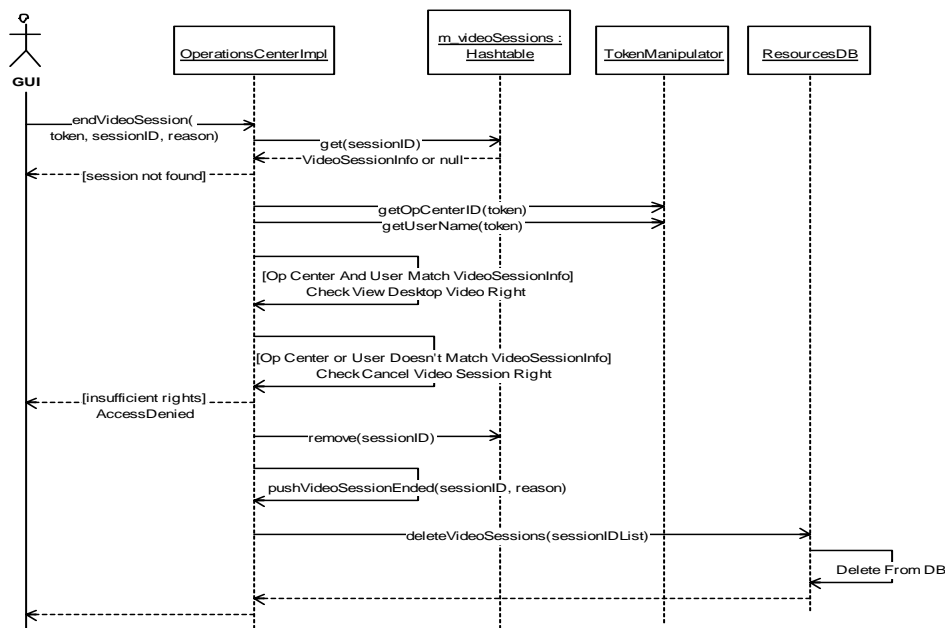 GUI
OperationsCenterImpl
m_videoSessions :
Hashtable
TokenManipulator
ResourcesDB
endVideoSession(
token, sessionID, reason)
get(sessionID)
VideoSessionInfo or null
[session not found]
getOpCenterID(token)
getUserName(token)
[Op Center And User Match VideoSessionInfo]
Check View Desktop Video Right
[Op Center or User Doesn't Match VideoSessionInfo]
Check Cancel Video Session Right
[insufficient rights]
AccessDenied
remove(sessionID)
pushVideoSessionEnded(sessionID, reason)
deleteVideoSessions(sessionIDList)
Delete From DB